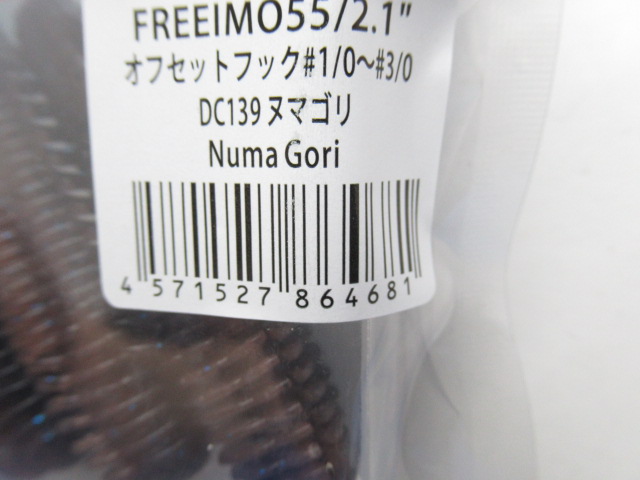 FREEIMO55/2.1"
オフセットフック#1/0～#3/0
DC139 ヌマゴリ
Numa Gori
4 571527 864681